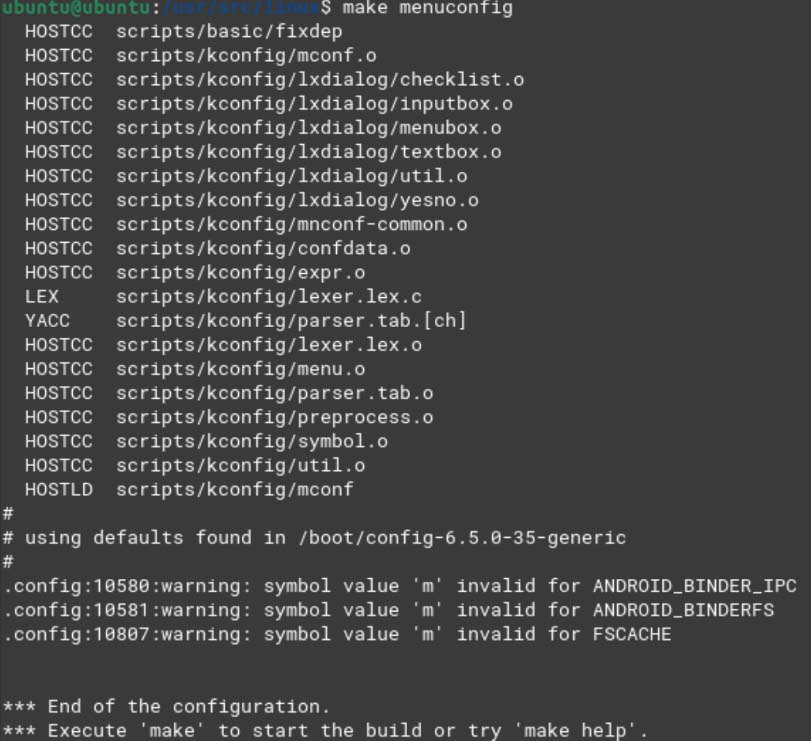 ubuntu@ubuntu:/usr/src/linux$ make menuconfig
  HOSTCC  scripts/basic/fixdep
  HOSTCC  scripts/kconfig/mconf.o
  HOSTCC  scripts/kconfig/lxdialog/checklist.o
  HOSTCC  scripts/kconfig/lxdialog/inputbox.o
  HOSTCC  scripts/kconfig/lxdialog/menubox.o
  HOSTCC  scripts/kconfig/lxdialog/textbox.o
  HOSTCC  scripts/kconfig/lxdialog/util.o
  HOSTCC  scripts/kconfig/lxdialog/yesno.o
  HOSTCC  scripts/kconfig/mnconf-common.o
  HOSTCC  scripts/kconfig/confdata.o
  HOSTCC  scripts/kconfig/expr.o
  LEX     scripts/kconfig/lexer.lex.c
  YACC    scripts/kconfig/parser.tab.[ch]
  HOSTCC  scripts/kconfig/lexer.lex.o
  HOSTCC  scripts/kconfig/menu.o
  HOSTCC  scripts/kconfig/parser.tab.o
  HOSTCC  scripts/kconfig/preprocess.o
  HOSTCC  scripts/kconfig/symbol.o
  HOSTCC  scripts/kconfig/util.o
  HOSTLD  scripts/kconfig/mconf
#
# using defaults found in /boot/config-6.5.0-35-generic
#
.config:10580:warning: symbol value 'm' invalid for ANDROID_BINDER_IPC
.config:10581:warning: symbol value 'm' invalid for ANDROID_BINDERFS
.config:10807:warning: symbol value 'm' invalid for FSCACHE
*** End of the configuration.
*** Execute 'make' to start the build or try 'make help'.